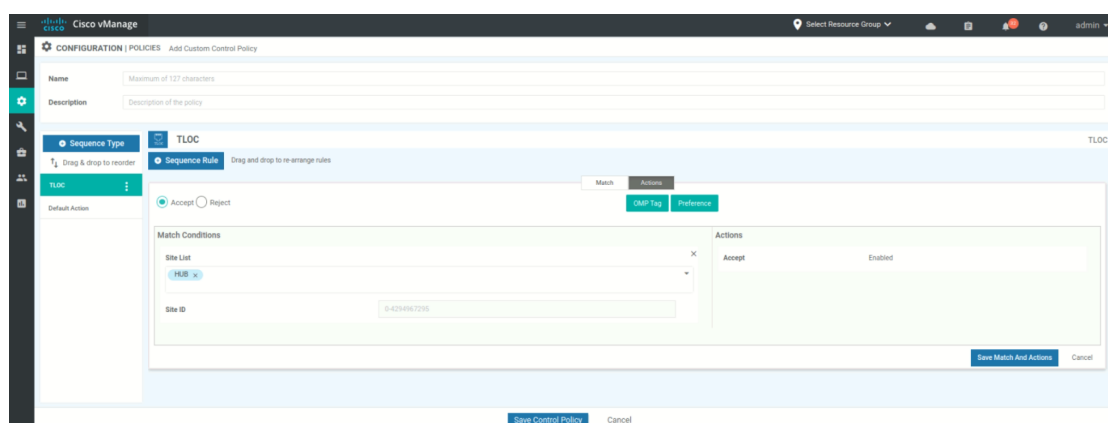 cisco Cisco vManage
Select Resource Group
admin
CONFIGURATION | POLICIES Add Custom Control Policy
Name Maximum of 127 characters
Description Description of the policy
Sequence Type
Drag & drop to reorder
TLOC
Default Action
TLOC
TLOC
Sequence Rule Drag and drop to re-arrange rules
Match Actions
Accept Reject
OMP Tag Preference
Match Conditions
Site List
HUB x
Site ID 0-4294967295
Actions
Accept Enabled
Save Match And Actions Cancel
Save Control Policy Cancel